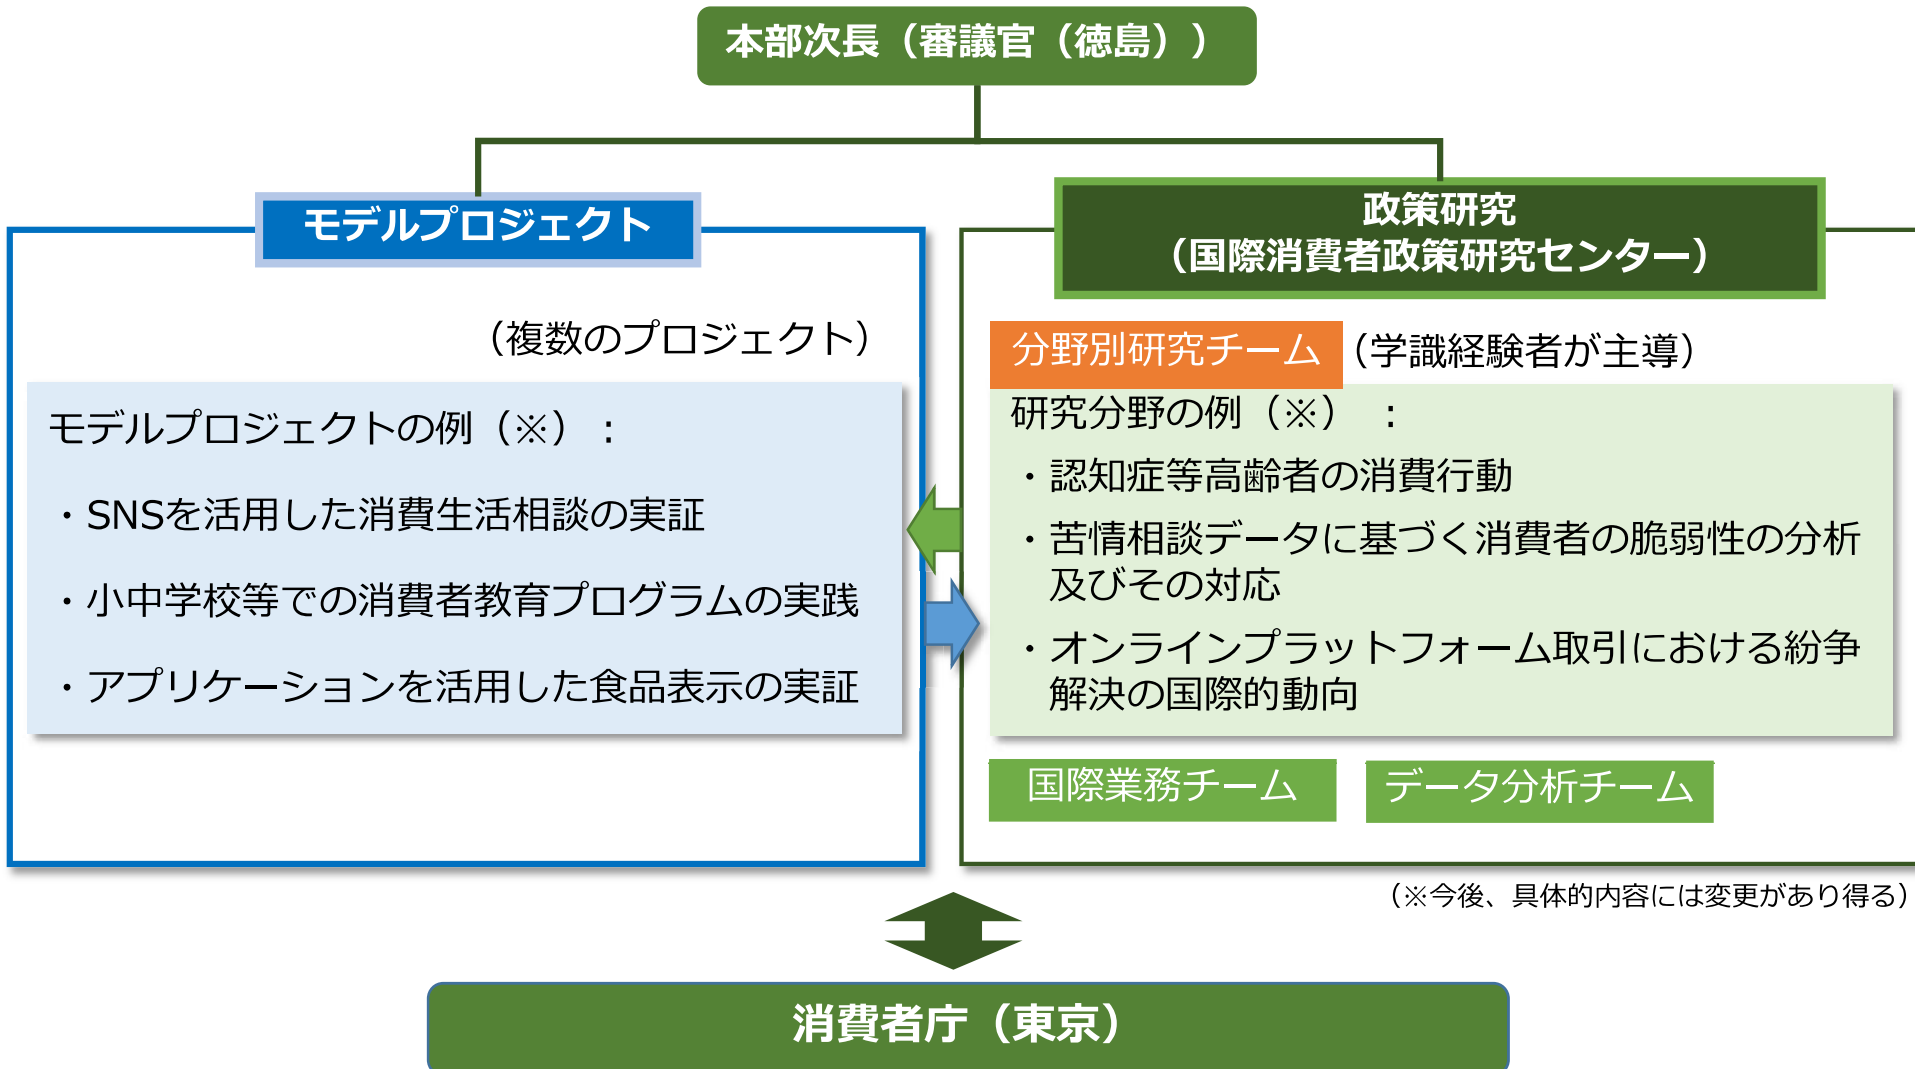 本部次長（審議官（徳島））
モデルプロジェクト
（複数のプロジェクト）
モデルプロジェクトの例（※）：
・SNSを活用した消費生活相談の実証
・小中学校等での消費者教育プログラムの実践
・アプリケーションを活用した食品表示の実証
政策研究
（国際消費者政策研究センター）
分野別研究チーム（学識経験者が主導）
研究分野の例（※）：
・認知症等高齢者の消費行動
・苦情相談データに基づく消費者の脆弱性の分析
及びその対応
・オンラインプラットフォーム取引における紛争
解決の国際的動向
国際業務チーム
データ分析チーム
（※今後、具体的内容には変更があり得る）
消費者庁（東京）